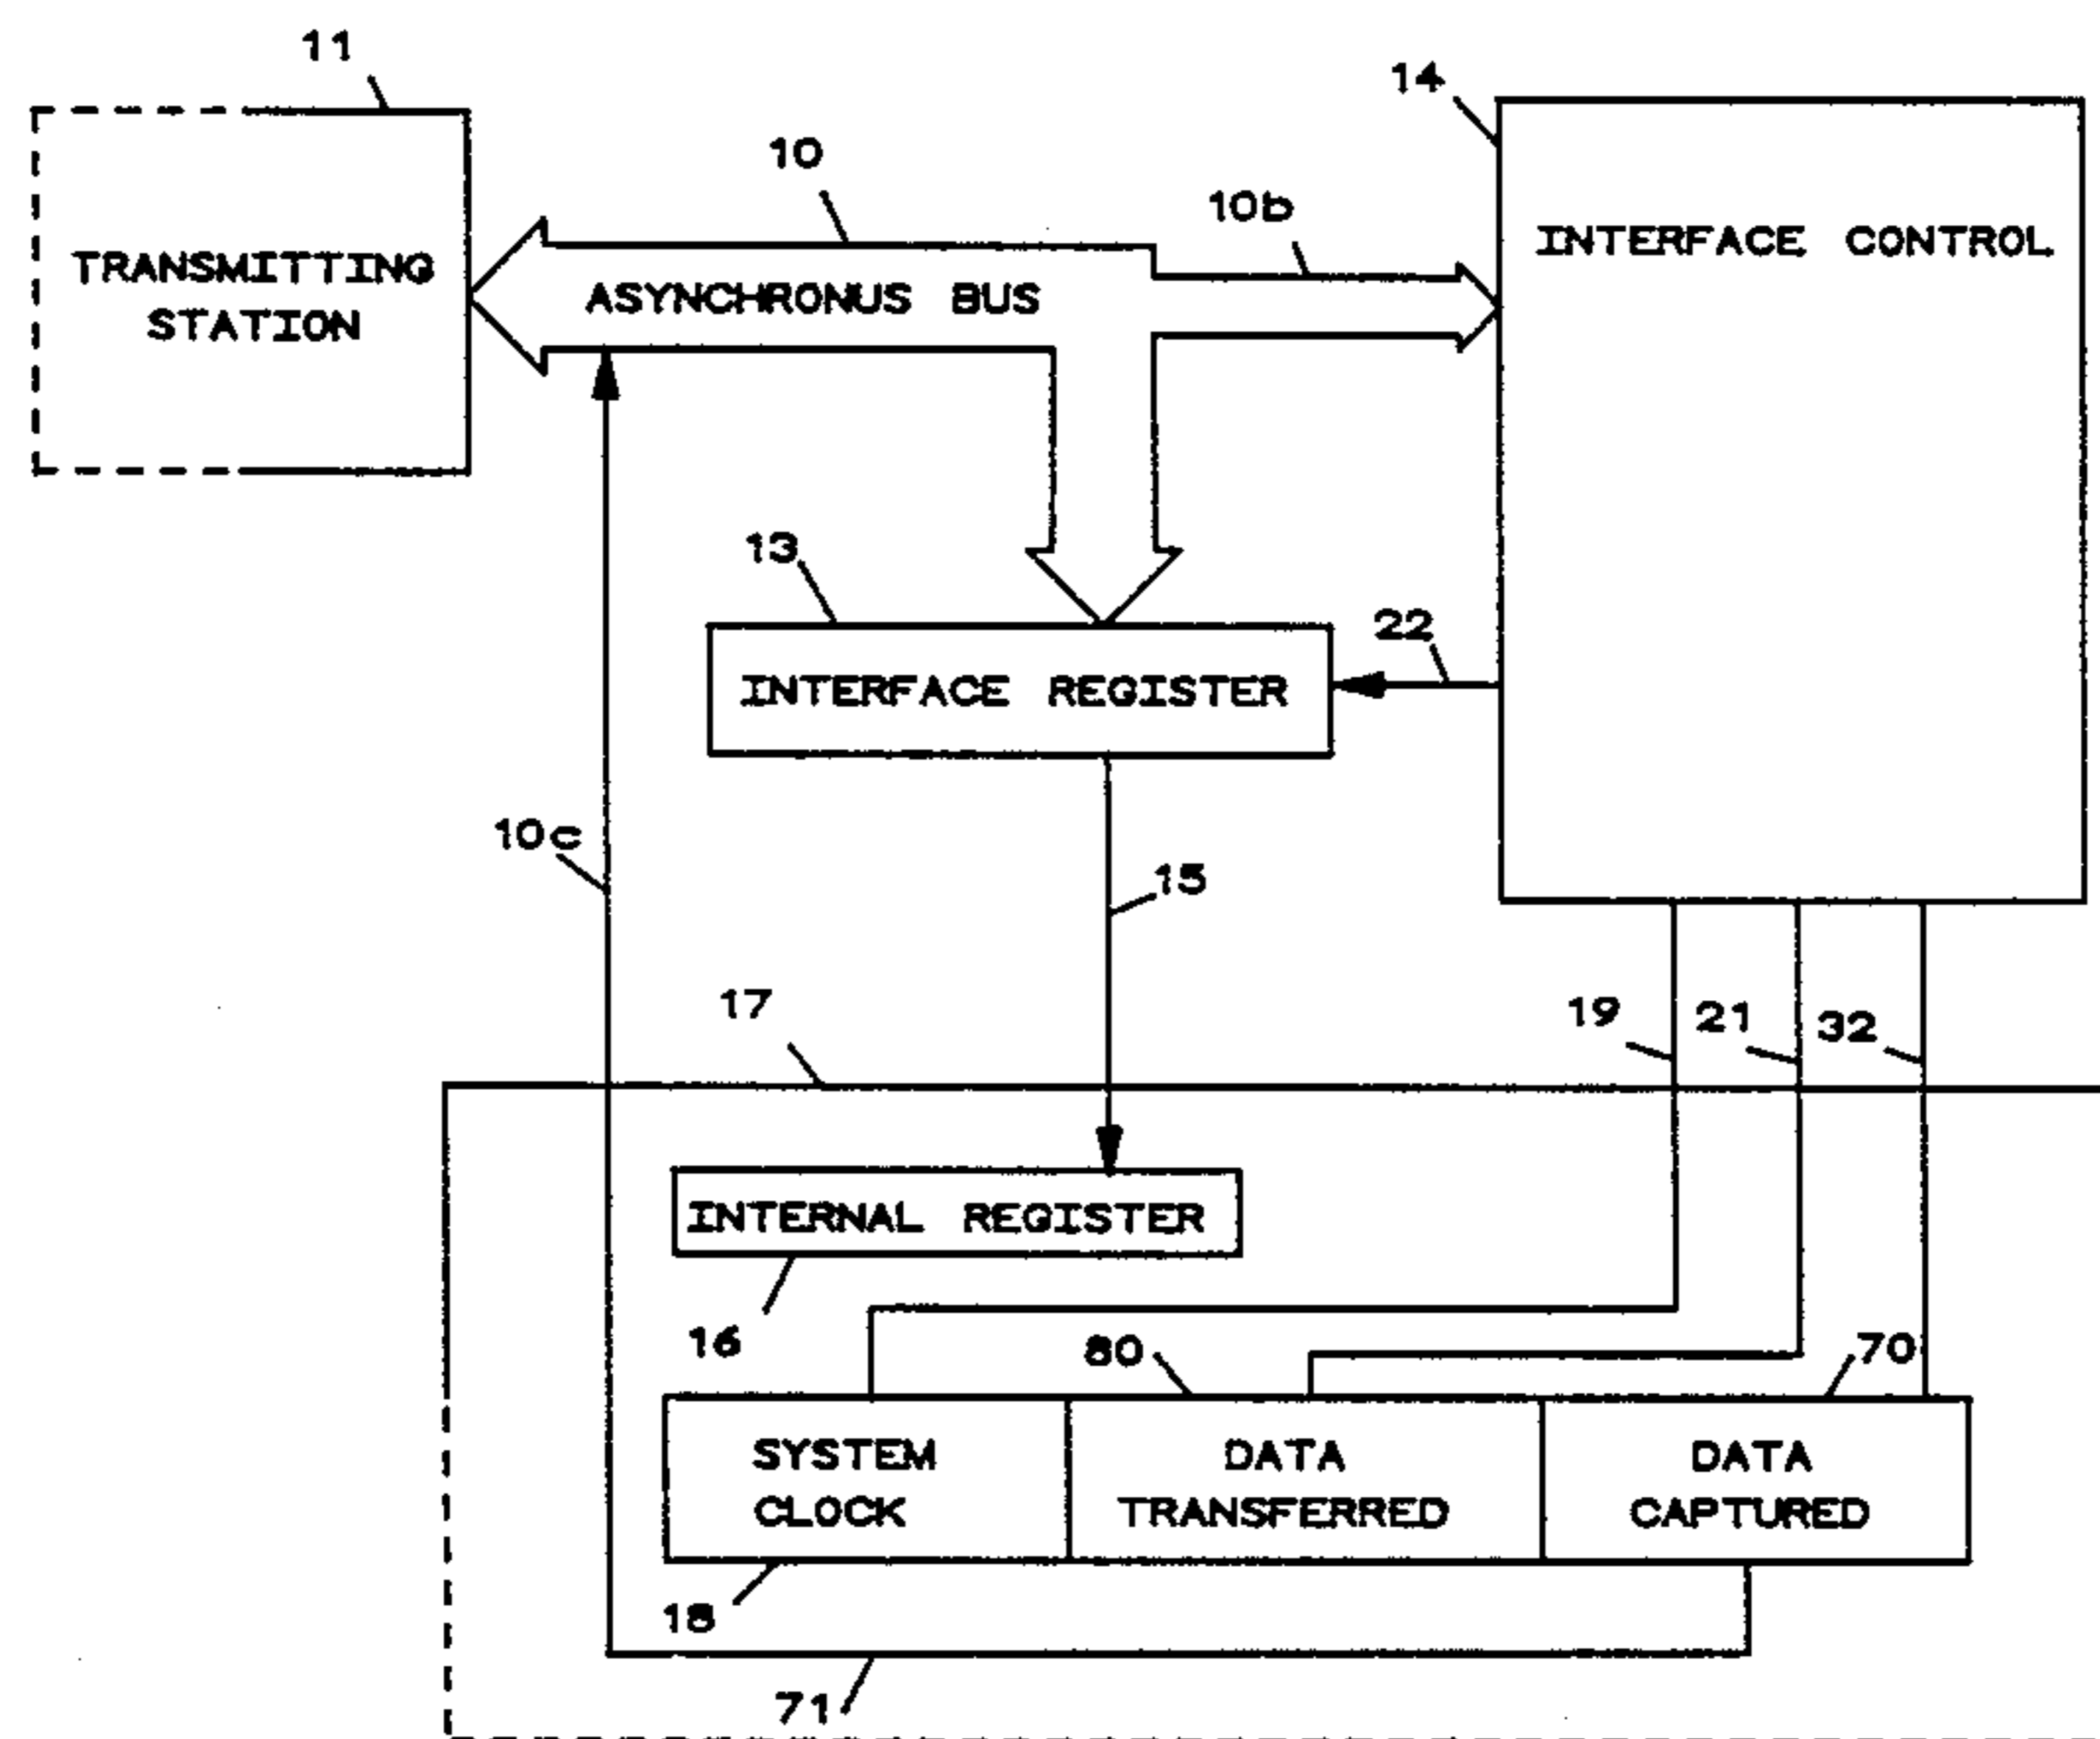 11
14
10
10b
TRANSMITTING
STATION
ASYNCHRONUS BUS
INTERFACE CONTROL
13
22
INTERFACE REGISTER
10c
15
17
19
21
32
INTERNAL REGISTER
16
80
70
SYSTEM
CLOCK
DATA
TRANSFERRED
DATA
CAPTURED
18
71